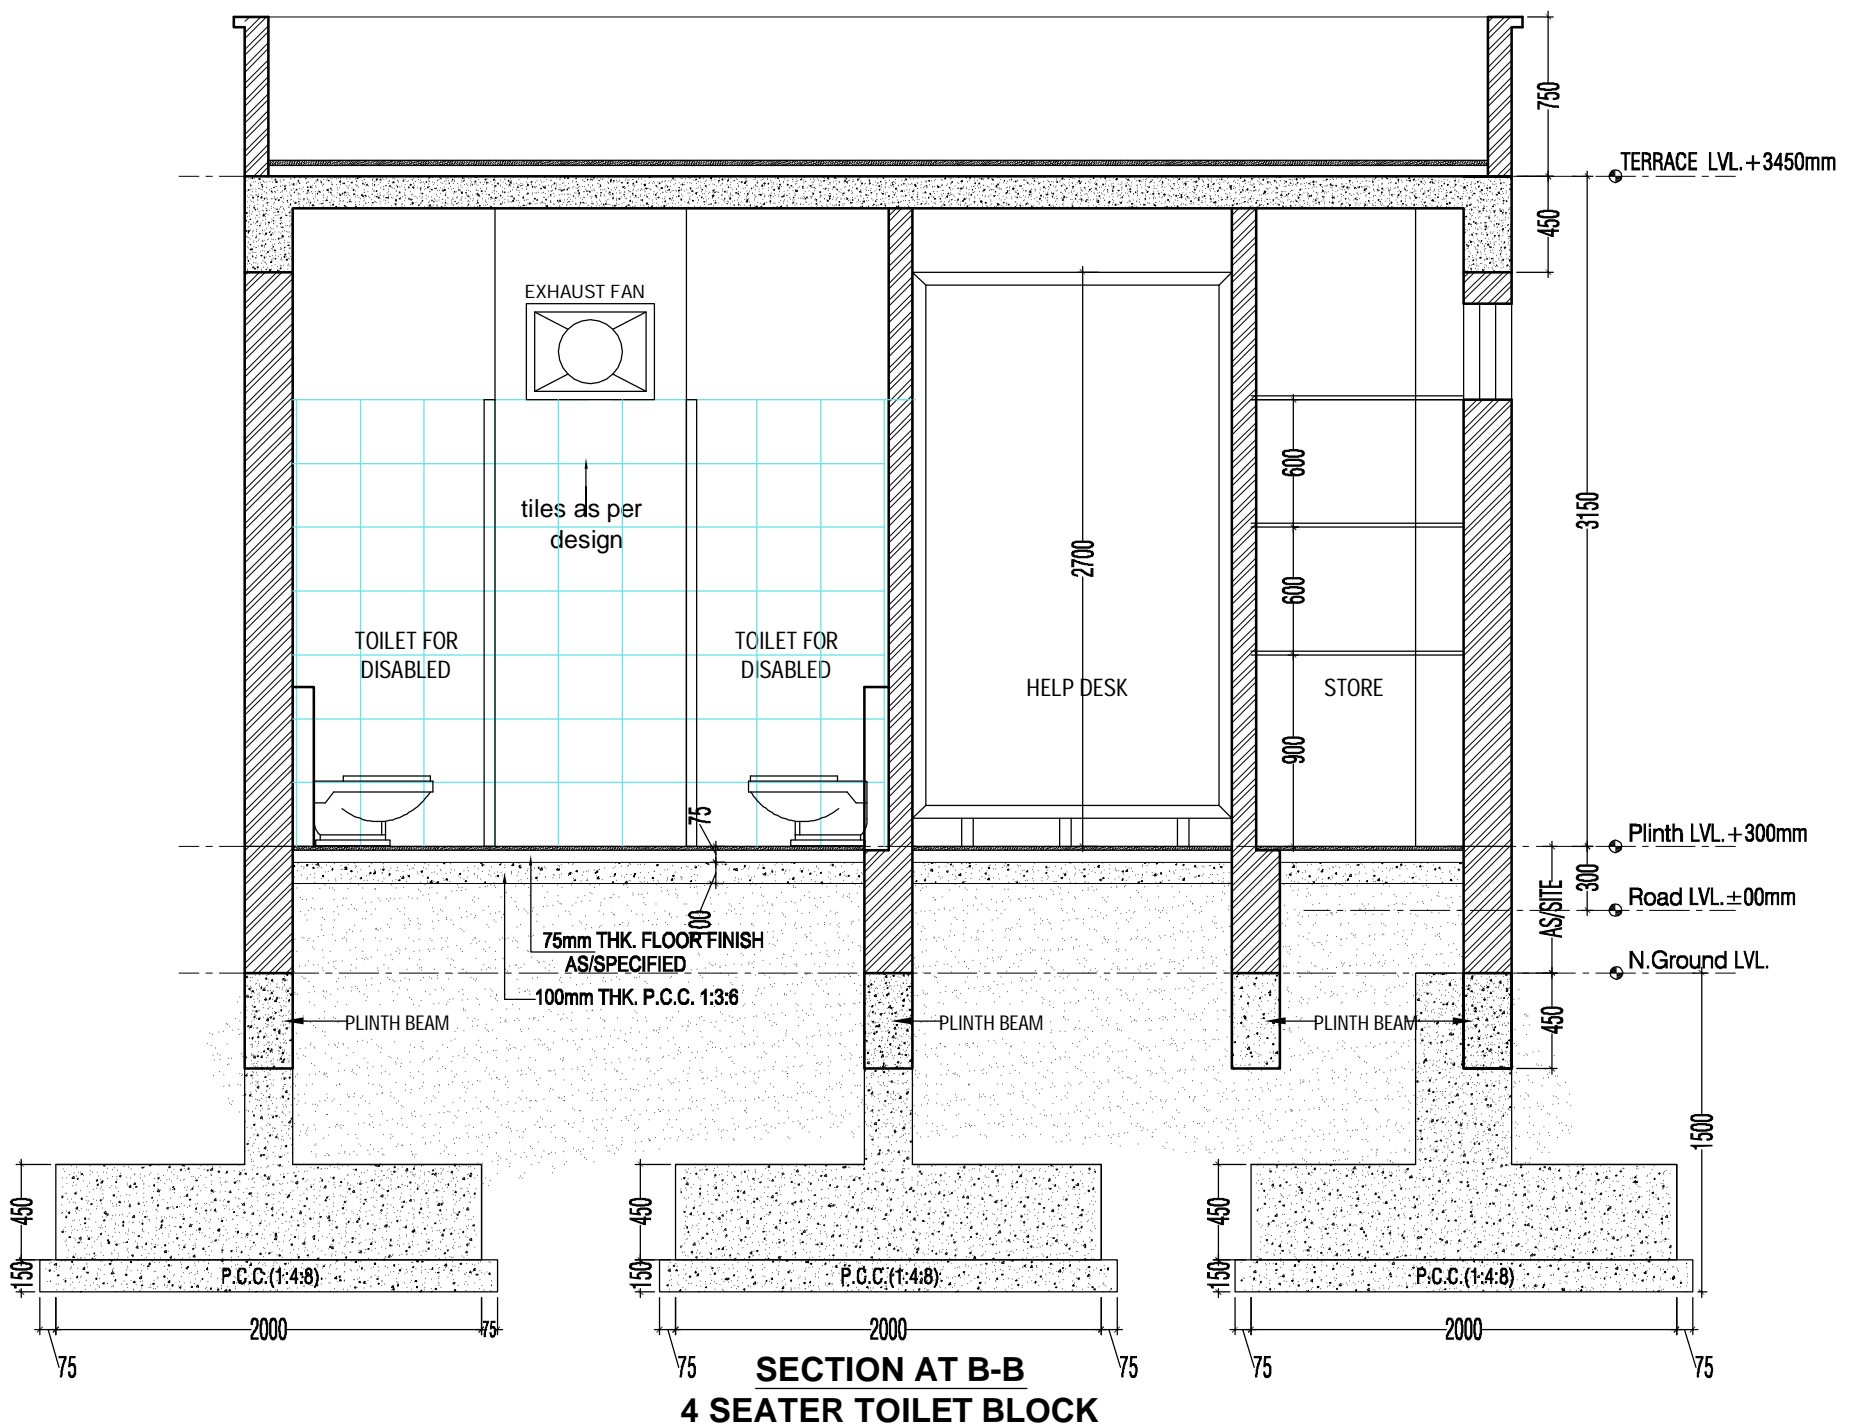 750
TERRACE LVL.+3450mm
450
EXHAUST FAN
600
tiles as per
design
3150
2700
600
TOILET FOR
DISABLED
TOILET FOR
DISABLED
HELP DESK
STORE
900
75
Plinth LVL.+300mm
300
Road LVL.±00mm
AS/SITE
100
75mm THK. FLOOR FINISH
AS/SPECIFIED
N.Ground LVL.
100mm THK. P.C.C. 1:3:6
PLINTH BEAM
PLINTH BEAM
PLINTH BEAM
450
1500
450
450
450
150
P.C.C.(1:4:8)
150
P.C.C.(1:4:8)
150
P.C.C.(1:4:8)
2000
75
2000
2000
75
75
75
75
75
SECTION AT B-B
4 SEATER TOILET BLOCK